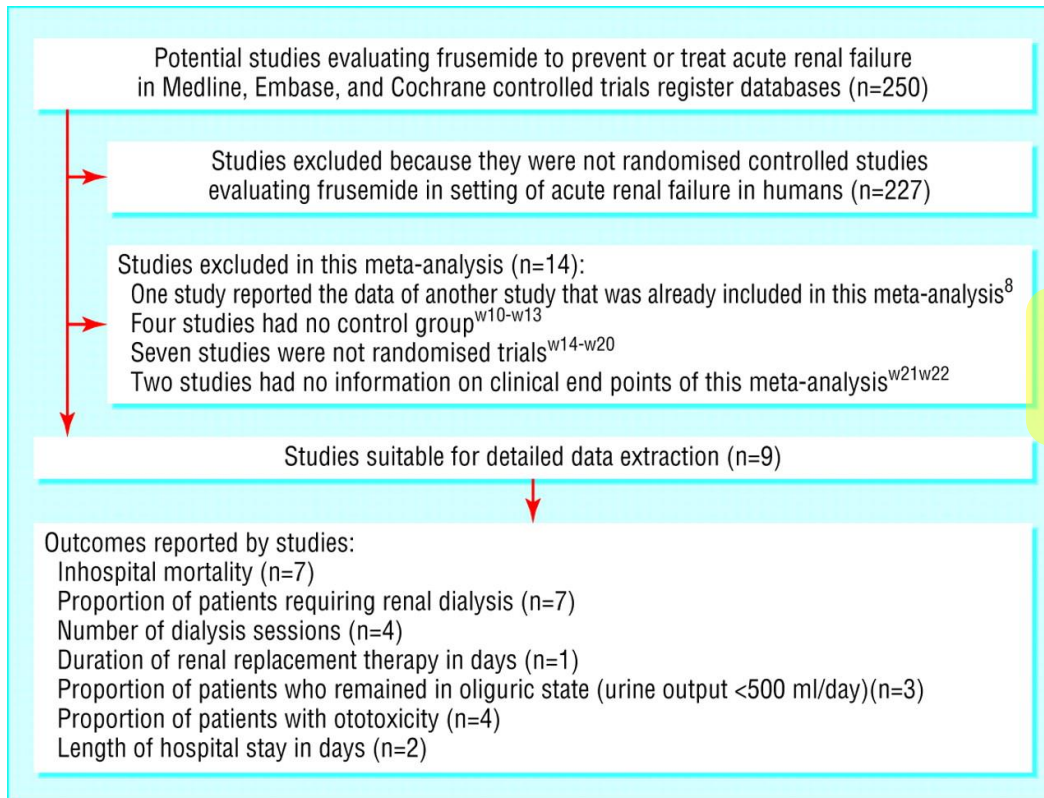 Potential studies evaluating frusemide to prevent or treat acute renal failure
in Medline, Embase, and Cochrane controlled trials register databases (n=250)
Studies excluded because they were not randomised controlled studies
evaluating frusemide in setting of acute renal failure in humans (n=227)
Studies excluded in this meta-analysis (n=14):
One study reported the data of another study that was already included in this meta-analysis8
Four studies had no control groupw10-w13
Seven studies were not randomised trialsw14-w20
Two studies had no information on clinical end points of this meta-analysisw21w22
Studies suitable for detailed data extraction (n=9)
Outcomes reported by studies:
Inhospital mortality (n=7)
Proportion of patients requiring renal dialysis (n=7)
Number of dialysis sessions (n=4)
Duration of renal replacement therapy in days (n=1)
Proportion of patients who remained in oliguric state (urine output <500 ml/day)(n=3)
Proportion of patients with ototoxicity (n=4)
Length of hospital stay in days (n=2)